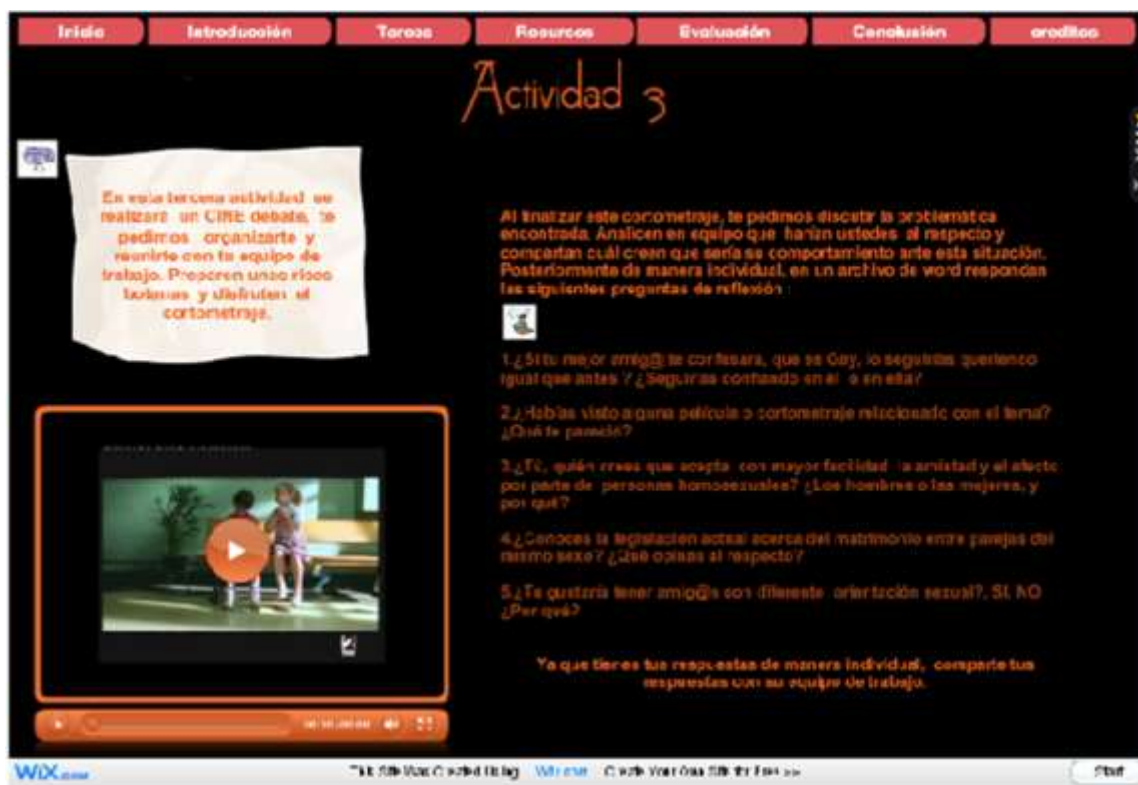 Inicio Introducción Tareas Resurcos Evaluación Conclusión creditos
Actividad 3
En esta tercera actividad se
realizará un CINE debate, te
pedimos organizarte y
reunirte con tu equipo de
trabajo. Preparen unas ricas
botanas y disfruten el
cortometraje.
Al finalizar este cortometraje, te pedimos discutir la problemática
encontrada. Analicen en equipo que harían ustedes al respecto y
compartan cuál creen que sería su comportamiento ante esta situación.
Posteriormente de manera individual, en un archivo de word respondan
las siguientes preguntas de reflexión :
1.¿Si tu mejor amig@ te confesara, que es Gay, lo seguirías queriendo
igual que antes ? ¿Seguirías confiando en él o en ella?
2.¿Habías visto alguna película o cortometraje relacionado con el tema?
¿Qué te pareció?
3.¿Tú, quién crees que acepta con mayor facilidad la amistad y el afecto
por parte de personas homosexuales? ¿Los hombres o las mujeres, y
por qué?
4.¿Conoces la legislación actual acerca del matrimonio entre parejas del
mismo sexo? ¿Qué opinas al respecto?
5.¿Te gustaría tener amig@s con diferente orientación sexual?, SI, NO
¿Por qué?
Ya que tienes tus respuestas de manera individual, comparte tus
respuestas con su equipo de trabajo.
WiX.com This Site Was Created Using Wix.com Create Your Own Site for Free >> Start